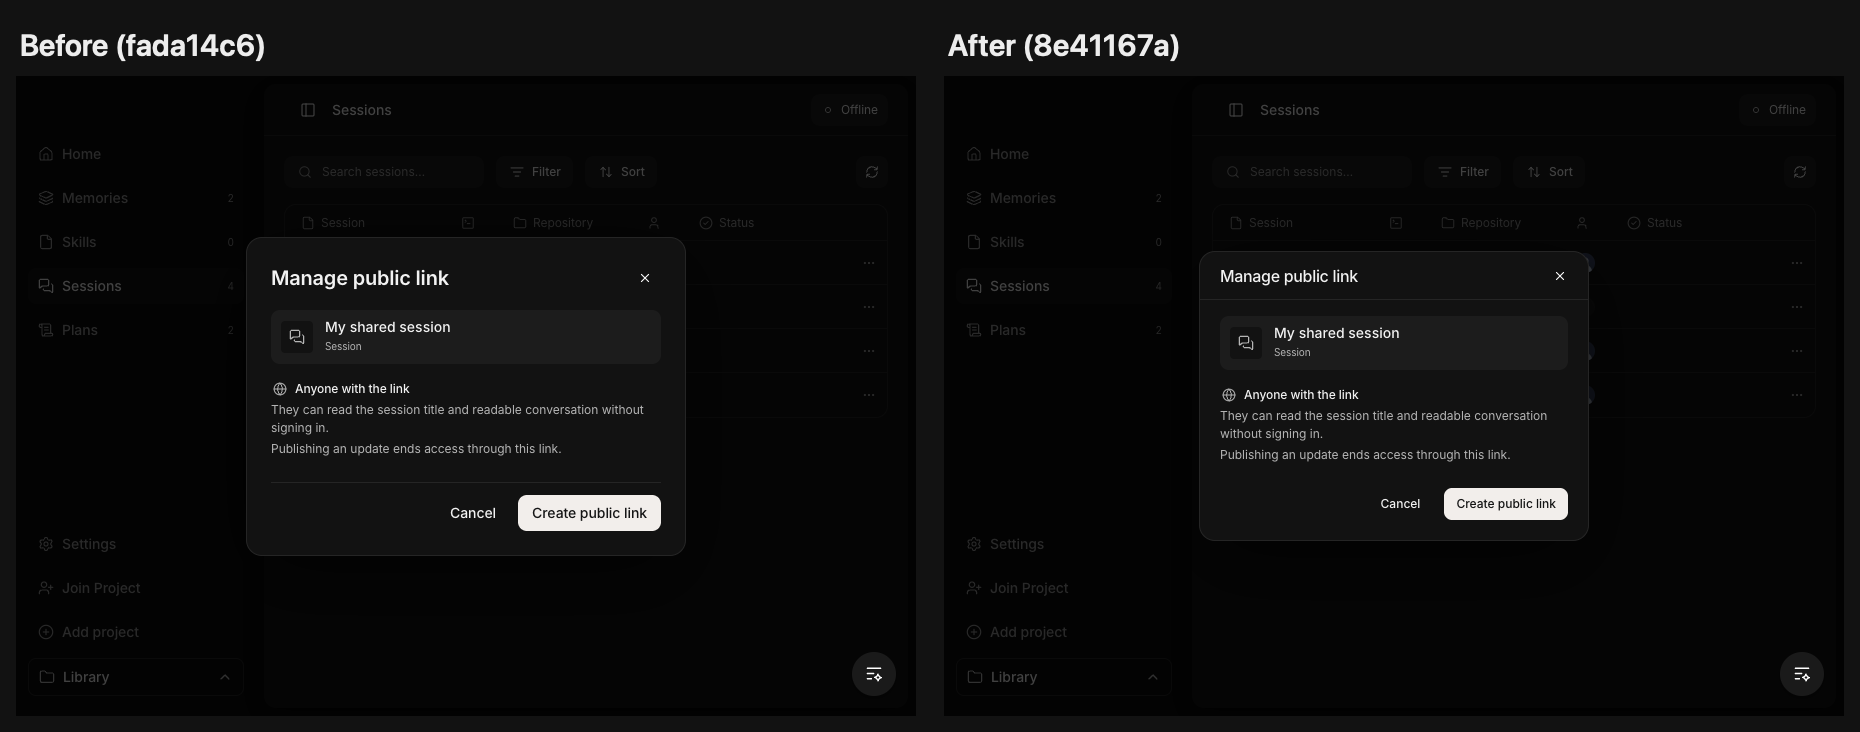 Before (fada14c6)
Sessions
Offline
Home
Search sessions...
Filter
Sort
Memories 2
Session
Repository
Status
Skills 0
Sessions 4
Plans 2
Manage public link
My shared session
Session
Anyone with the link
They can read the session title and readable conversation without
signing in.
Publishing an update ends access through this link.
Cancel
Create public link
Settings
Join Project
Add project
Library
After (8e41167a)
Sessions
Offline
Home
Search sessions...
Filter
Sort
Memories 2
Session
Repository
Status
Skills 0
Sessions 4
Plans 2
Manage public link
My shared session
Session
Anyone with the link
They can read the session title and readable conversation
without signing in.
Publishing an update ends access through this link.
Cancel
Create public link
Settings
Join Project
Add project
Library